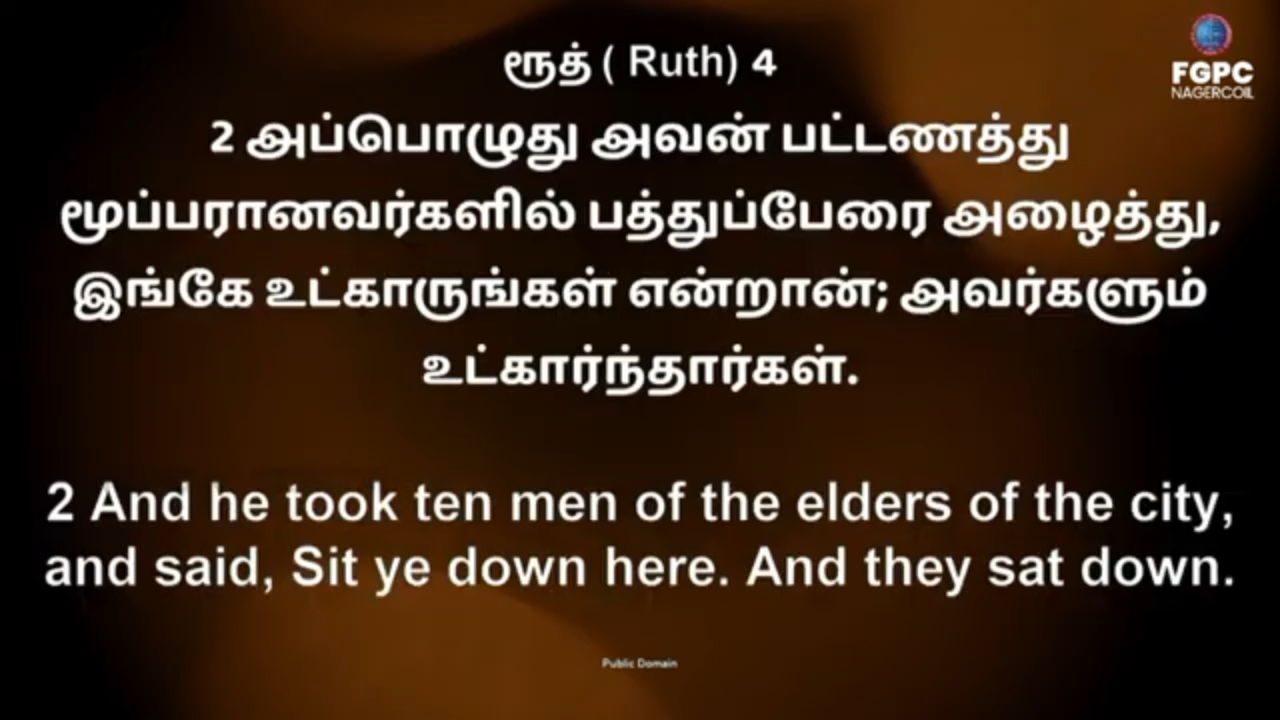 ரூத் ( Ruth) 4
FGPC
NAGERCOIL
2 அப்பொழுது அவன் பட்டணத்து
மூப்பரானவர்களில் பத்துப்பேரை அழைத்து,
இங்கே உட்காருங்கள் என்றான்; அவர்களும்
உட்கார்ந்தார்கள்.
2 And he took ten men of the elders of the city,
and said, Sit ye down here. And they sat down.
Public Domain